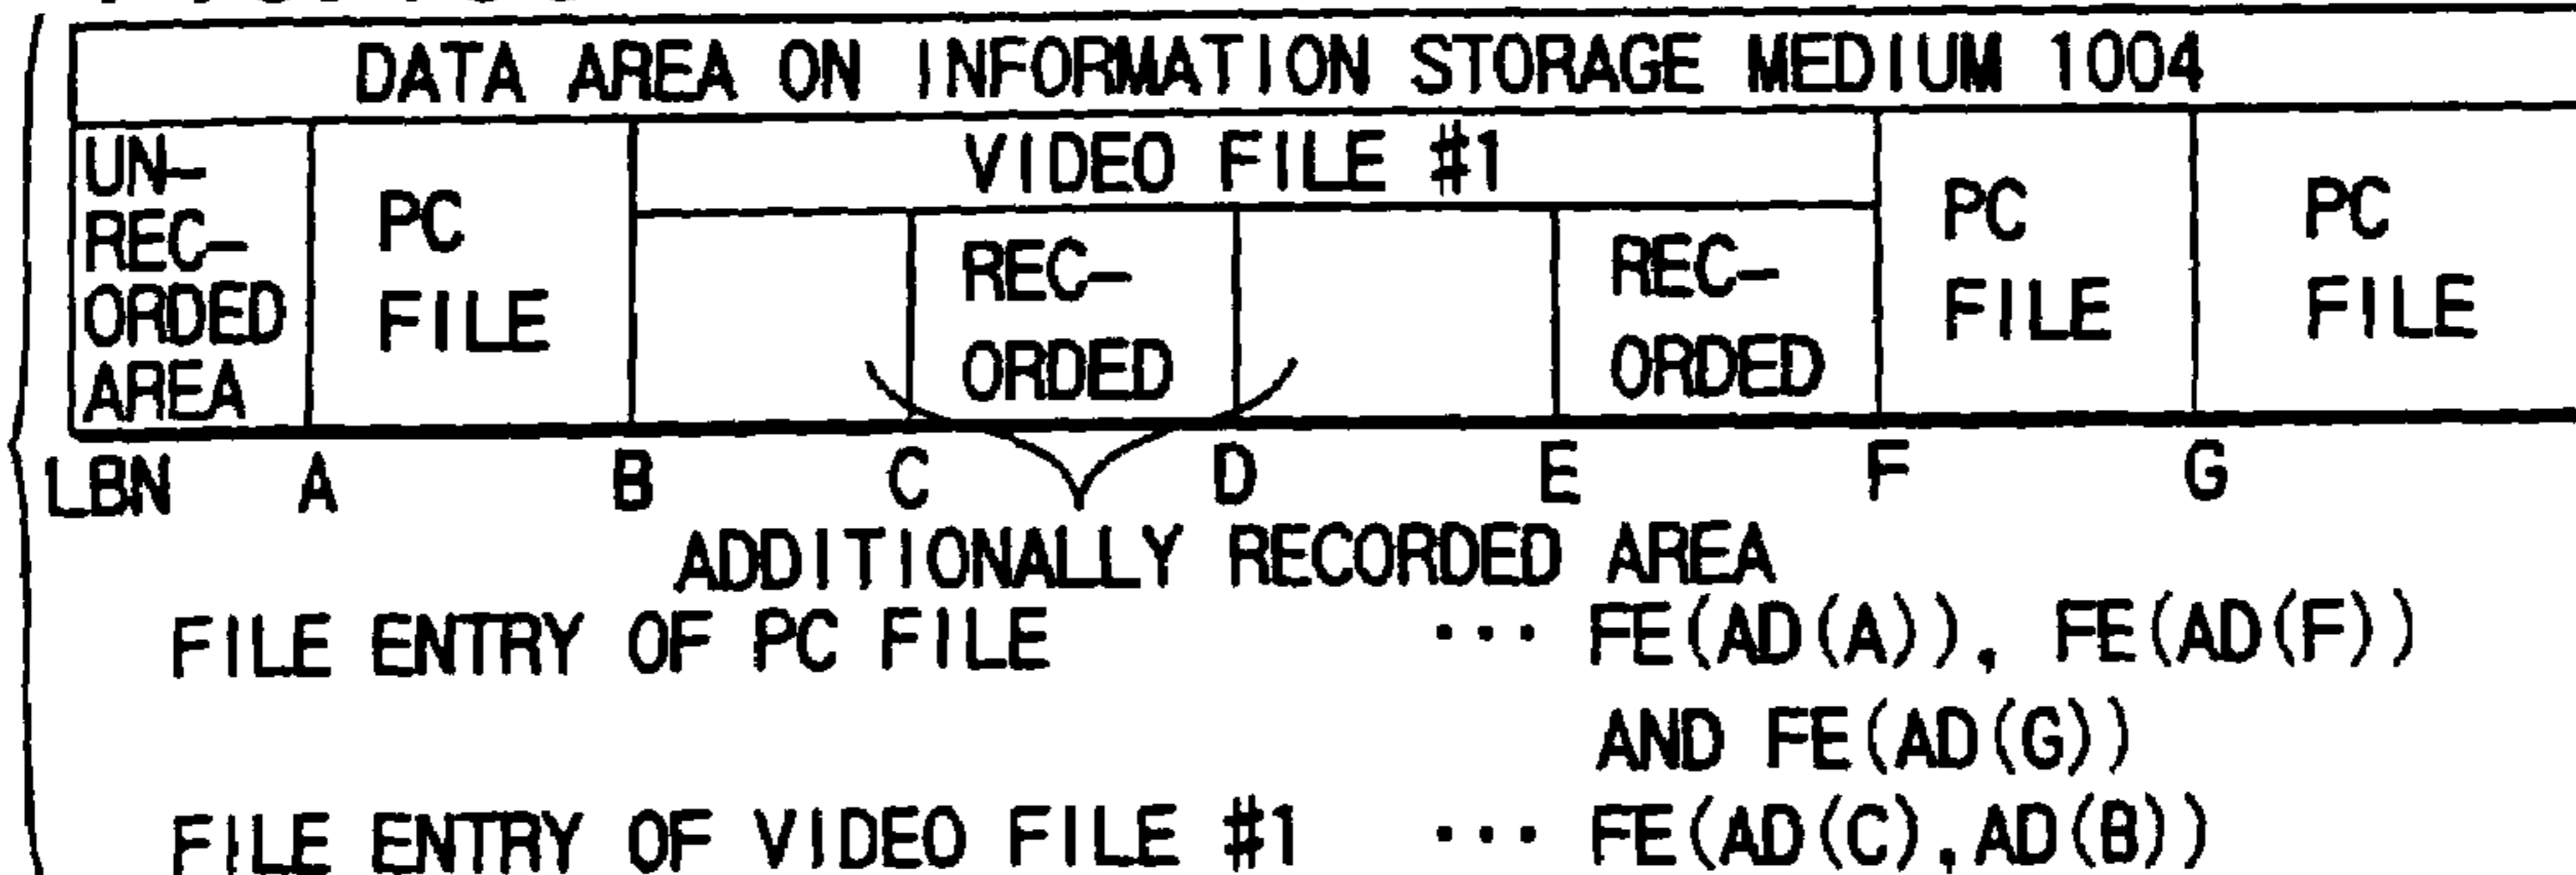 DATA AREA ON INFORMATION STORAGE MEDIUM 1004
UN-
REC-
ORDED
AREA
PC
FILE
VIDEO FILE #1
REC-
ORDED
REC-
ORDED
PC
FILE
PC
FILE
LBN A B C D E F G
ADDITIONALLY RECORDED AREA
FILE ENTRY OF PC FILE ··· FE(AD(A)), FE(AD(F))
AND FE(AD(G))
FILE ENTRY OF VIDEO FILE #1 ··· FE(AD(C), AD(B))